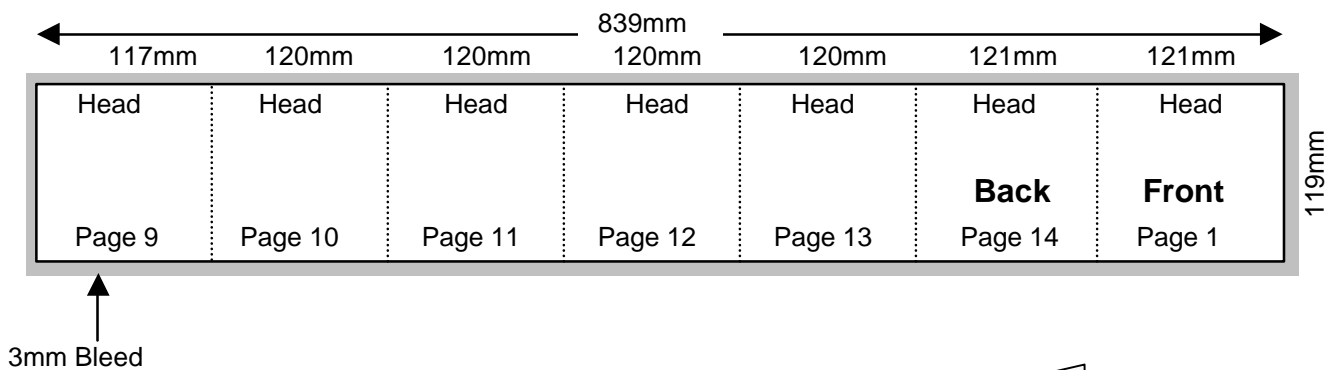 839mm
117mm 120mm 120mm 120mm 120mm 121mm 121mm
Head Head Head Head Head Head Head
119mm
Back Front
Page 9 Page 10 Page 11 Page 12 Page 13 Page 14 Page 1
3mm Bleed